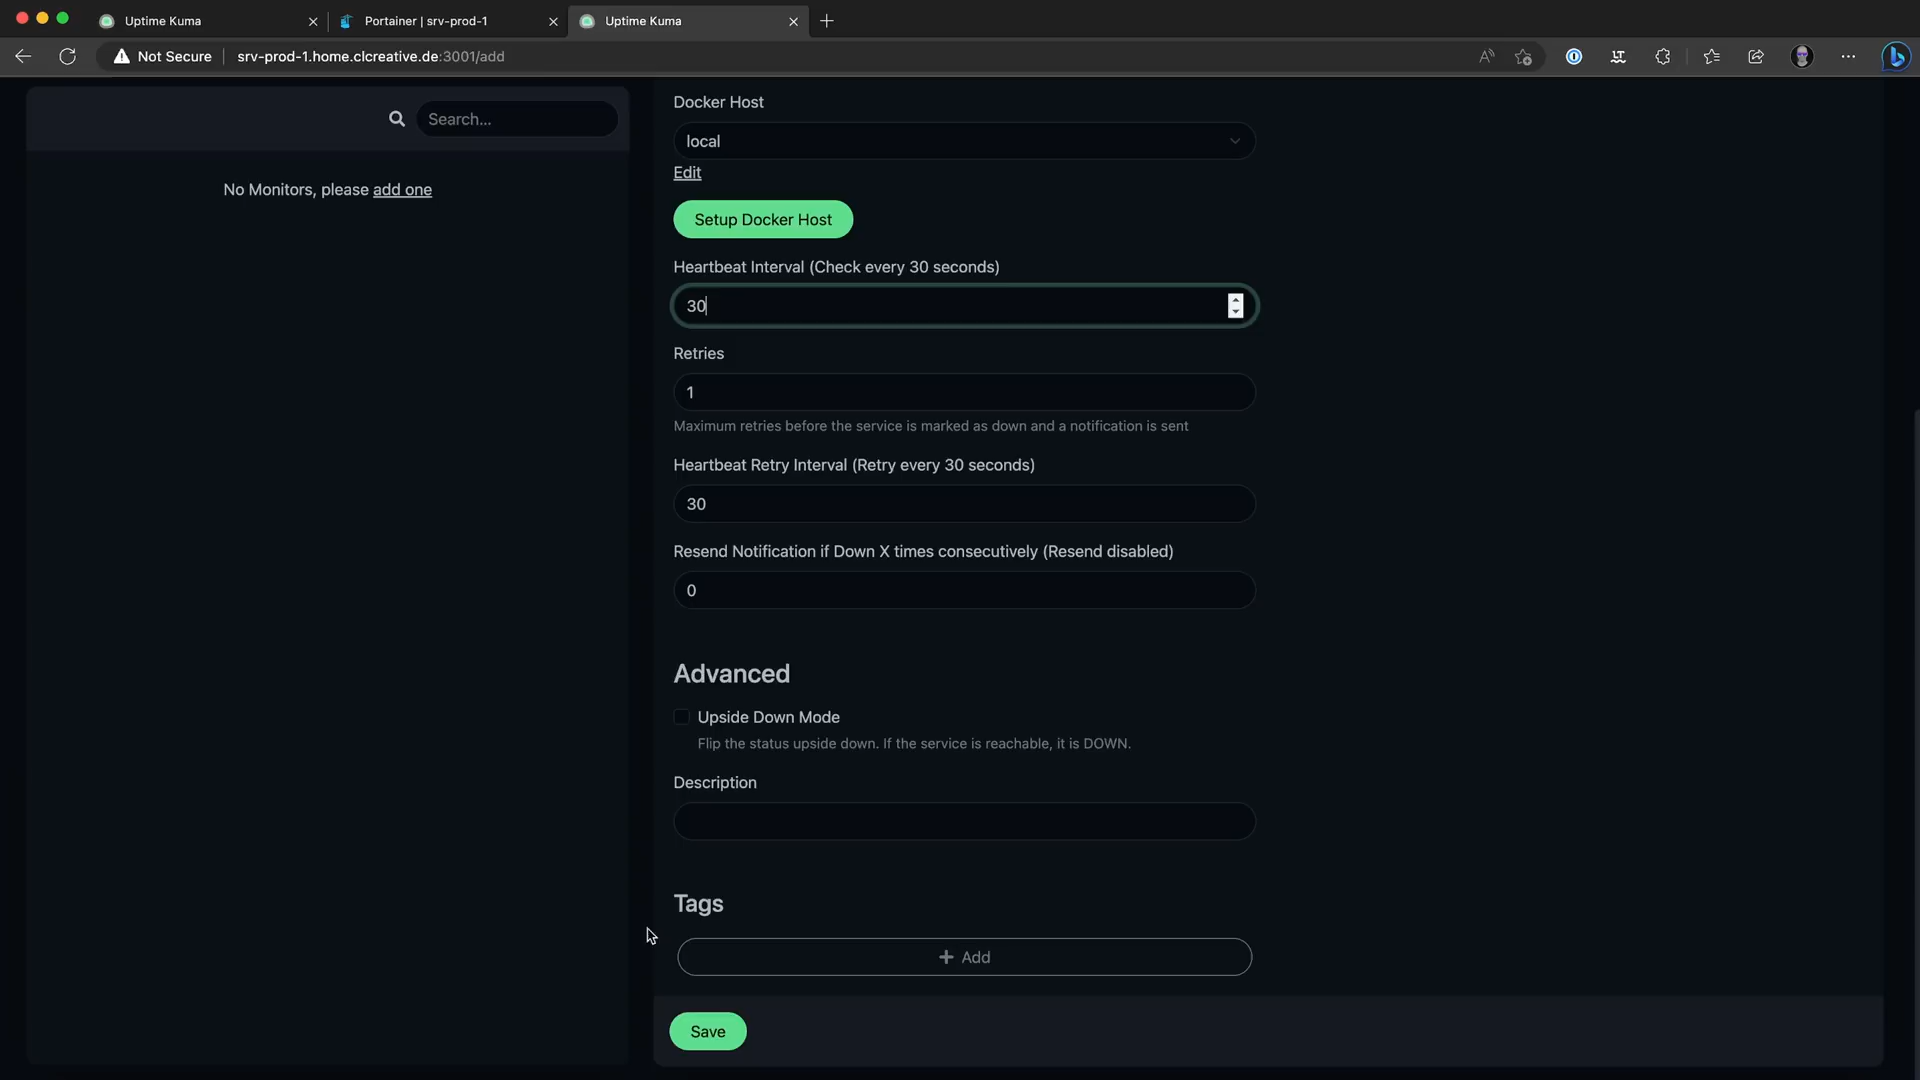 Uptime Kuma
Portainer | srv-prod-1
Uptime Kuma
Not Secure
srv-prod-1.home.clcreative.de:3001/add
Search...
No Monitors, please add one
Docker Host
local
Edit
Setup Docker Host
Heartbeat Interval (Check every 30 seconds)
30
Retries
1
Maximum retries before the service is marked as down and a notification is sent
Heartbeat Retry Interval (Retry every 30 seconds)
30
Resend Notification if Down X times consecutively (Resend disabled)
0
Advanced
Upside Down Mode
Flip the status upside down. If the service is reachable, it is DOWN.
Description
Tags
Add
Save